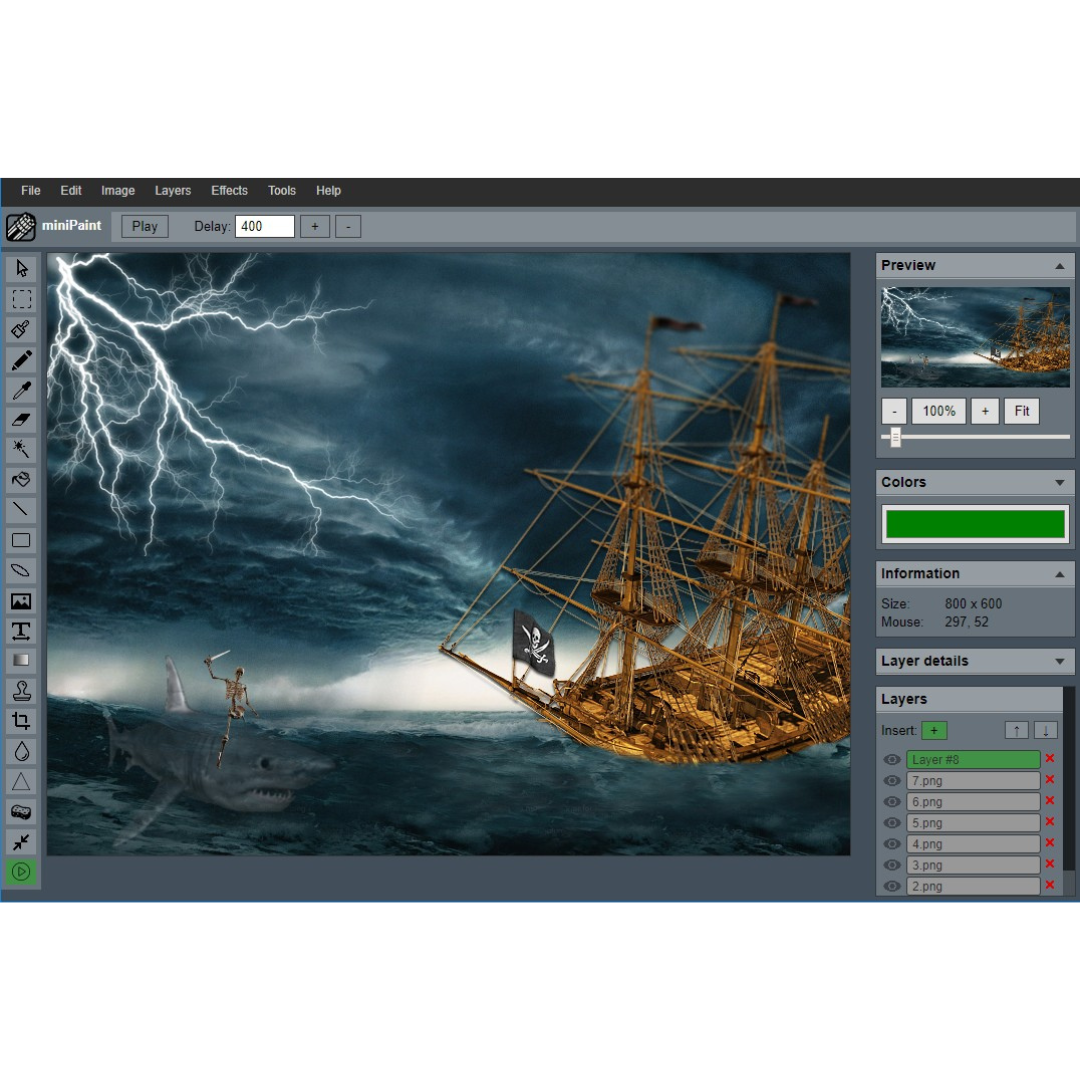 File Edit Image Layers Effects Tools Help
miniPaint Play Delay: 400 + -
Preview
- 100% + Fit
Colors
Information
Size: 800 x 600
Mouse: 297, 52
Layer details
Layers
Insert: + ↑ ↓
Layer #8
7.png
6.png
5.png
4.png
3.png
2.png